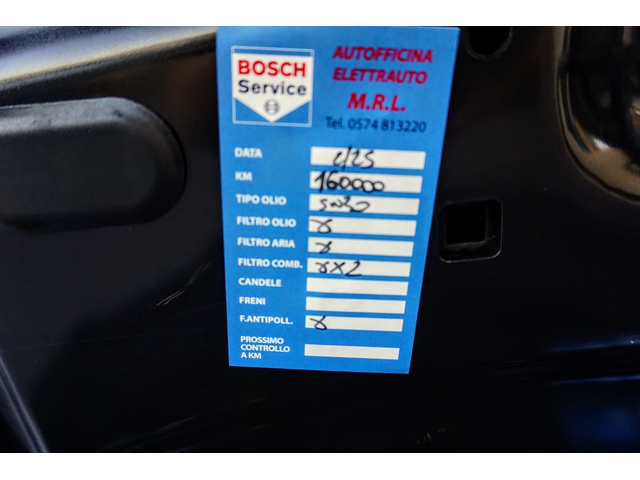 BOSCH
Service
AUTOFFICINA
ELETTRAUTO
M.R.L.
Tel. 0574 813220
DATA /25
KM 160000
TIPO OLIO 5W30
FILTRO OLIO
FILTRO ARIA
FILTRO COMB. X2
CANDELE
FRENI
F.ANTIPOLL.
PROSSIMO
CONTROLLO
A KM